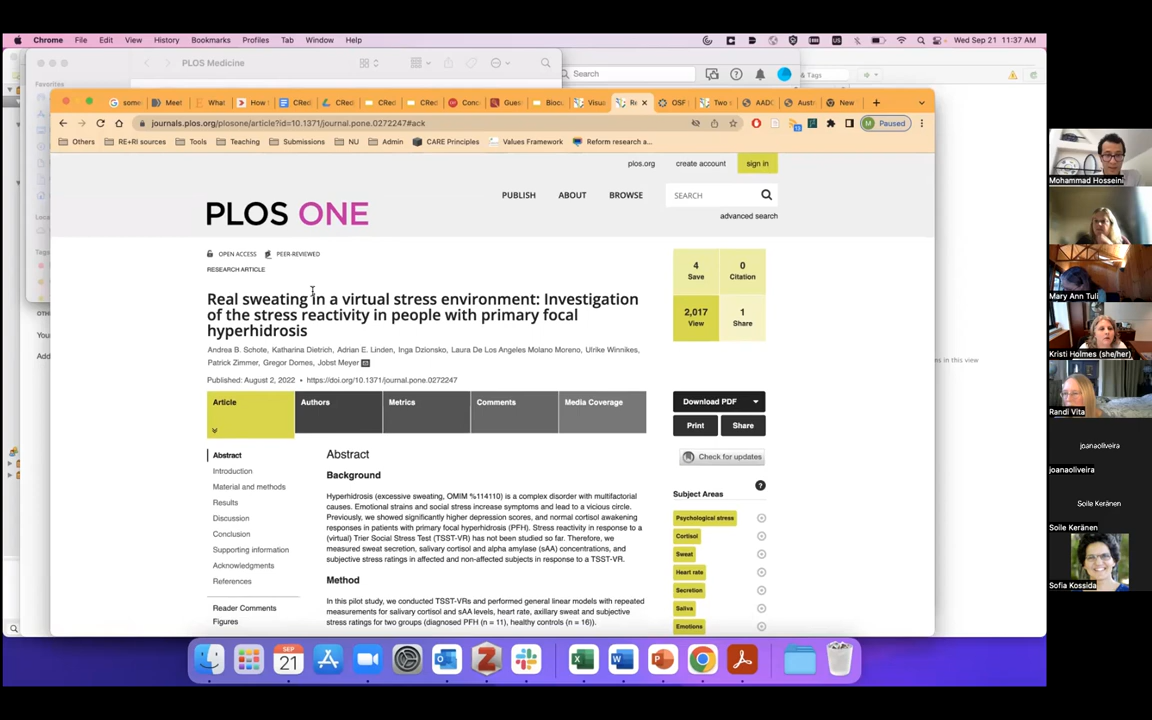 Chrome File Edit View History Bookmarks Profiles Tab Window Help
Wed Sep 21 11:37 AM
PLOS Medicine
Favorites
Search
& Tags
journals.plos.org/plosone/article?id=10.1371/journal.pone.0272247#ack
Paused
Others RE+RI sources Tools Teaching Submissions NU Admin CARE Principles Values Framework Reform research a...
plos.org create account sign in
PUBLISH ABOUT BROWSE SEARCH
advanced search
PLOS ONE
OPEN ACCESS PEER-REVIEWED
RESEARCH ARTICLE
Real sweating in a virtual stress environment: Investigation
of the stress reactivity in people with primary focal
hyperhidrosis
Andrea B. Schote, Katharina Dietrich, Adrian E. Linden, Inga Dzionsko, Laura De Los Angeles Molano Moreno, Ulrike Winnikes,
Patrick Zimmer, Gregor Domes, Jobst Meyer
Published: August 2, 2022 • https://doi.org/10.1371/journal.pone.0272247
4 Save
0 Citation
2,017 View
1 Share
Article Authors Metrics Comments Media Coverage
Download PDF
Print Share
Check for updates
Abstract
Introduction
Material and methods
Results
Discussion
Conclusion
Supporting information
Acknowledgments
References
Reader Comments
Figures
Abstract
Background
Hyperhidrosis (excessive sweating, OMIM %114110) is a complex disorder with multifactorial
causes. Emotional strains and social stress increase symptoms and lead to a vicious circle.
Previously, we showed significantly higher depression scores, and normal cortisol awakening
responses in patients with primary focal hyperhidrosis (PFH). Stress reactivity in response to a
(virtual) Trier Social Stress Test (TSST-VR) has not been studied so far. Therefore, we
measured sweat secretion, salivary cortisol and alpha amylase (sAA) concentrations, and
subjective stress ratings in affected and non-affected subjects in response to a TSST-VR.
Method
In this pilot study, we conducted TSST-VRs and performed general linear models with repeated
measurements for salivary cortisol and sAA levels, heart rate, axillary sweat and subjective
stress ratings for two groups (diagnosed PFH (n = 11), healthy controls (n = 16)).
Subject Areas
Psychological stress
Cortisol
Sweat
Heart rate
Secretion
Saliva
Emotions
ns in this view
SEP
21
Mohammad Hosseini
Mary Ann Tuli
Kristi Holmes (she/her)
Randi Vita
joanaoliveira
joanaoliveira
Soile Keränen
Soile Keränen
Sofia Kossida